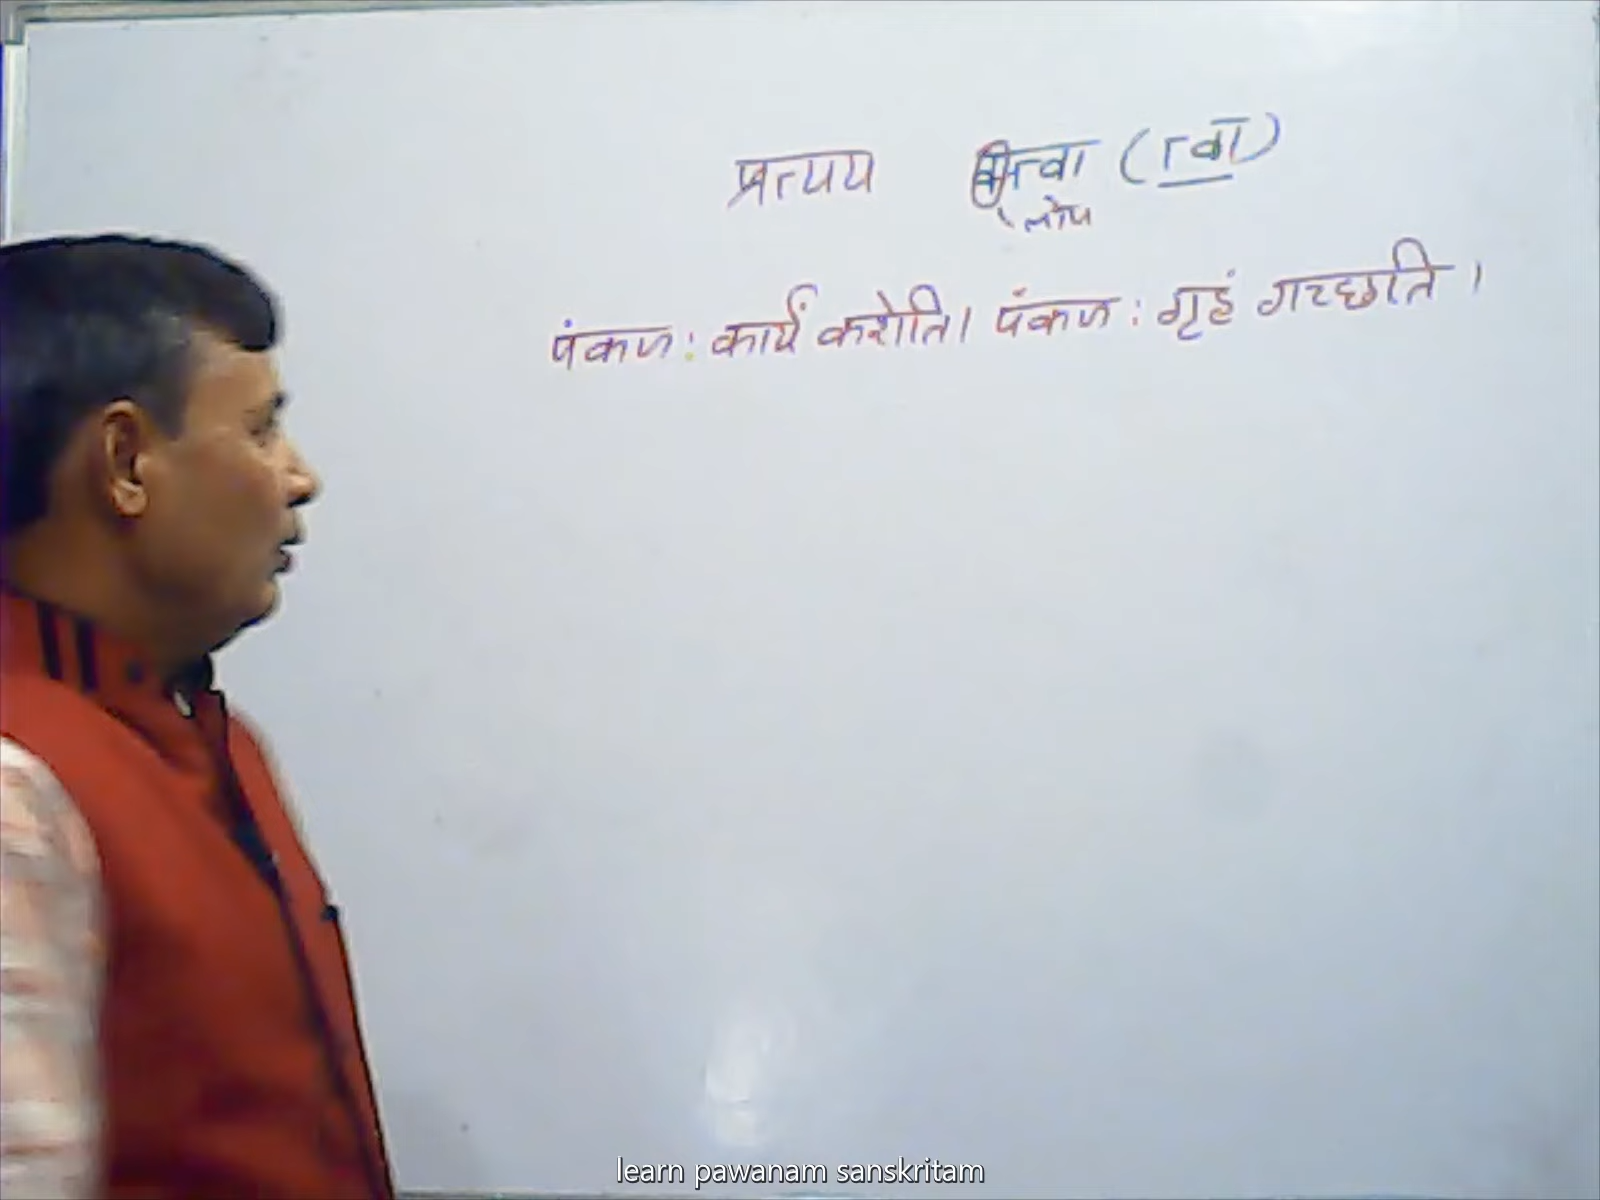 प्रत्यय क्त्वा (त्वा)
लोप
पंकजः कार्यं करोति। पंकजः गृहं गच्छति।
learn pawanam sanskritam